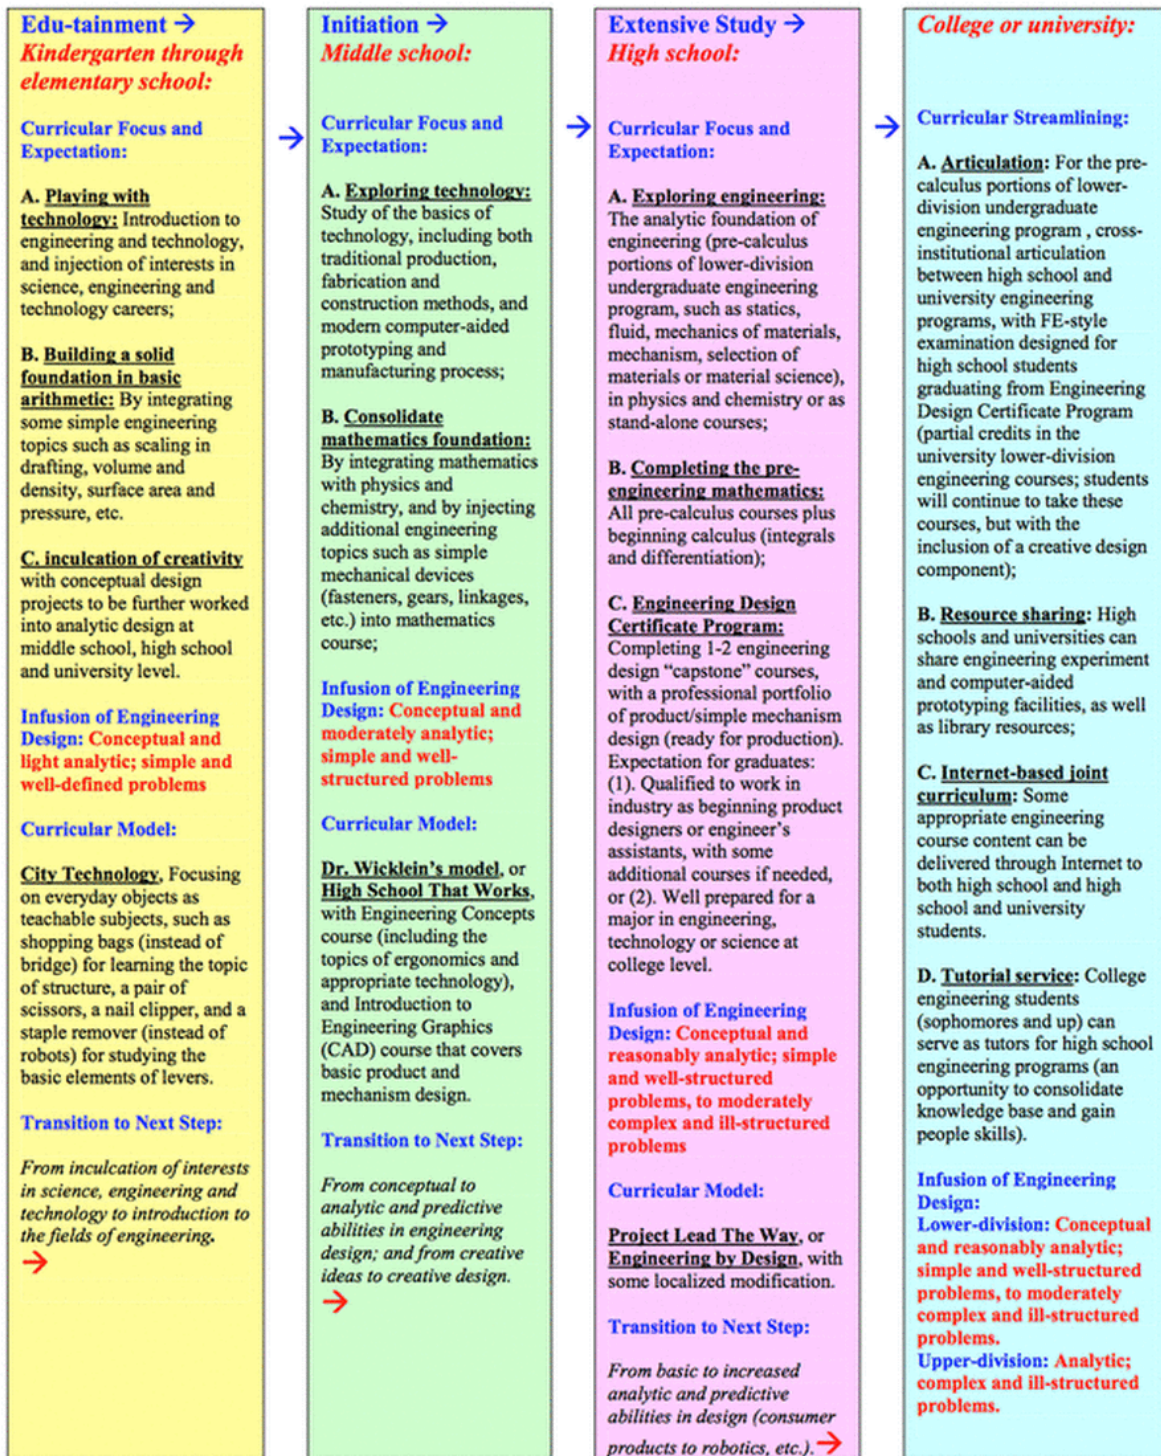 Edu-tainment →
Kindergarten through
elementary school:
Curricular Focus and
Expectation:
A. Playing with
technology: Introduction to
engineering and technology,
and injection of interests in
science, engineering and
technology careers;
B. Building a solid
foundation in basic
arithmetic: By integrating
some simple engineering
topics such as scaling in
drafting, volume and
density, surface area and
pressure, etc.
C. inculcation of creativity
with conceptual design
projects to be further worked
into analytic design at
middle school, high school
and university level.
Infusion of Engineering
Design: Conceptual and
light analytic; simple and
well-defined problems
Curricular Model:
City Technology, Focusing
on everyday objects as
teachable subjects, such as
shopping bags (instead of
bridge) for learning the topic
of structure, a pair of
scissors, a nail clipper, and a
staple remover (instead of
robots) for studying the
basic elements of levers.
Transition to Next Step:
From inculcation of interests
in science, engineering and
technology to introduction to
the fields of engineering.
→
→
Initiation →
Middle school:
Curricular Focus and
Expectation:
A. Exploring technology:
Study of the basics of
technology, including both
traditional production,
fabrication and
construction methods, and
modern computer-aided
prototyping and
manufacturing process;
B. Consolidate
mathematics foundation:
By integrating mathematics
with physics and
chemistry, and by injecting
additional engineering
topics such as simple
mechanical devices
(fasteners, gears, linkages,
etc.) into mathematics
course;
Infusion of Engineering
Design: Conceptual and
moderately analytic;
simple and well-
structured problems
Curricular Model:
Dr. Wicklein's model, or
High School That Works,
with Engineering Concepts
course (including the
topics of ergonomics and
appropriate technology),
and Introduction to
Engineering Graphics
(CAD) course that covers
basic product and
mechanism design.
Transition to Next Step:
From conceptual to
analytic and predictive
abilities in engineering
design; and from creative
ideas to creative design.
→
→
Extensive Study →
High school:
Curricular Focus and
Expectation:
A. Exploring engineering:
The analytic foundation of
engineering (pre-calculus
portions of lower-division
undergraduate engineering
program, such as statics,
fluid, mechanics of materials,
mechanism, selection of
materials or material science),
in physics and chemistry or as
stand-alone courses;
B. Completing the pre-
engineering mathematics:
All pre-calculus courses plus
beginning calculus (integrals
and differentiation);
C. Engineering Design
Certificate Program:
Completing 1-2 engineering
design “capstone” courses,
with a professional portfolio
of product/simple mechanism
design (ready for production).
Expectation for graduates:
(1). Qualified to work in
industry as beginning product
designers or engineer's
assistants, with some
additional courses if needed,
or (2). Well prepared for a
major in engineering,
technology or science at
college level.
Infusion of Engineering
Design: Conceptual and
reasonably analytic; simple
and well-structured
problems, to moderately
complex and ill-structured
problems
Curricular Model:
Project Lead The Way, or
Engineering by Design, with
some localized modification.
Transition to Next Step:
From basic to increased
analytic and predictive
abilities in design (consumer
products to robotics, etc.). →
→
College or university:
Curricular Streamlining:
A. Articulation: For the pre-
calculus portions of lower-
division undergraduate
engineering program , cross-
institutional articulation
between high school and
university engineering
programs, with FE-style
examination designed for
high school students
graduating from Engineering
Design Certificate Program
(partial credits in the
university lower-division
engineering courses; students
will continue to take these
courses, but with the
inclusion of a creative design
component);
B. Resource sharing: High
schools and universities can
share engineering experiment
and computer-aided
prototyping facilities, as well
as library resources;
C. Internet-based joint
curriculum: Some
appropriate engineering
course content can be
delivered through Internet to
both high school and high
school and university
students.
D. Tutorial service: College
engineering students
(sophomores and up) can
serve as tutors for high school
engineering programs (an
opportunity to consolidate
knowledge base and gain
people skills).
Infusion of Engineering
Design:
Lower-division: Conceptual
and reasonably analytic;
simple and well-structured
problems, to moderately
complex and ill-structured
problems.
Upper-division: Analytic;
complex and ill-structured
problems.